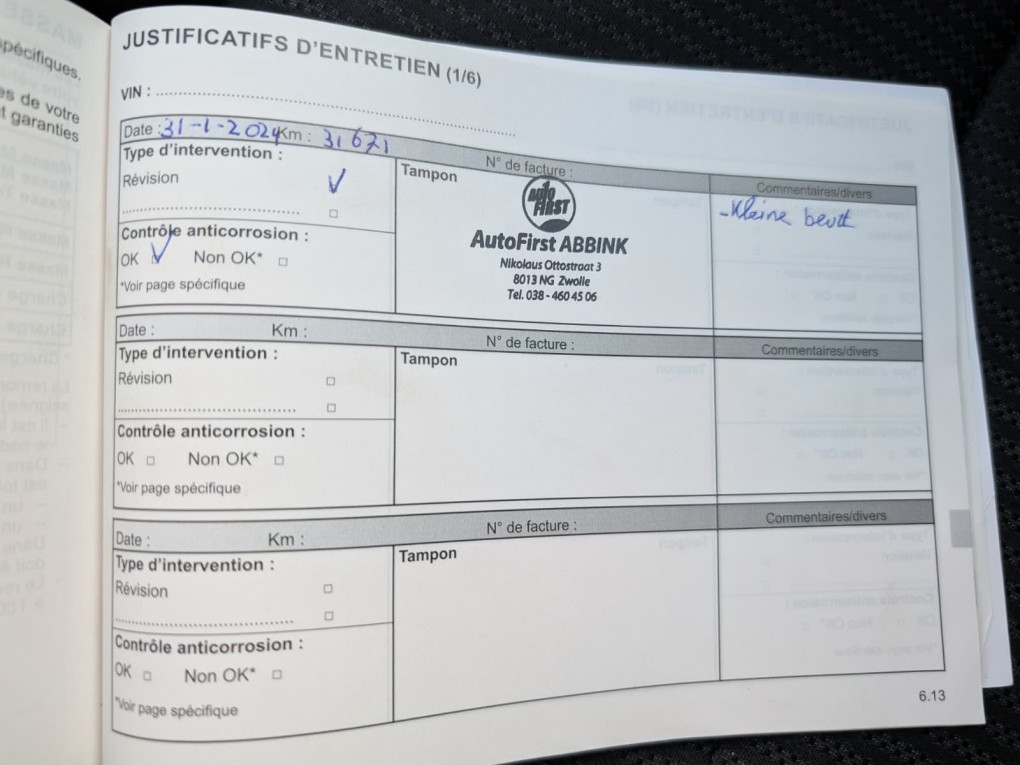 pécifiques.
es de votre
t garanties
JUSTIFICATIFS D'ENTRETIEN (1/6)
VIN :
Date : 31-1-2024 Km : 31671
N° de facture :
Commentaires/divers
Type d'intervention :
Révision
Contrôle anticorrosion :
OK Non OK*
*Voir page spécifique
Tampon
AUTO
FIRST
AutoFirst ABBINK
Nikolaus Ottostraat 3
8013 NG Zwolle
Tel. 038 - 460 45 06
- Kleine beurt
Date : Km :
N° de facture :
Commentaires/divers
Type d'intervention :
Révision
Contrôle anticorrosion :
OK Non OK*
*Voir page spécifique
Tampon
Date : Km :
N° de facture :
Commentaires/divers
Type d'intervention :
Révision
Contrôle anticorrosion :
OK Non OK*
*Voir page spécifique
Tampon
6.13